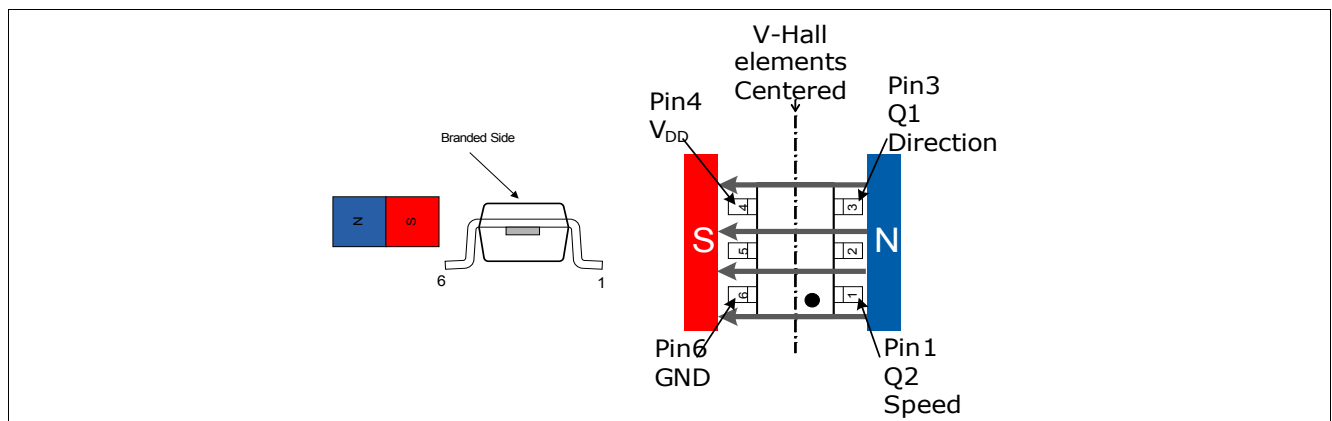 Branded Side
N
S
6
1
V-Hall
elements
Centered
Pin4
V_DD
Pin3
Q1
Direction
4
3
S
5
2
N
6
1
Pin6
GND
Pin1
Q2
Speed